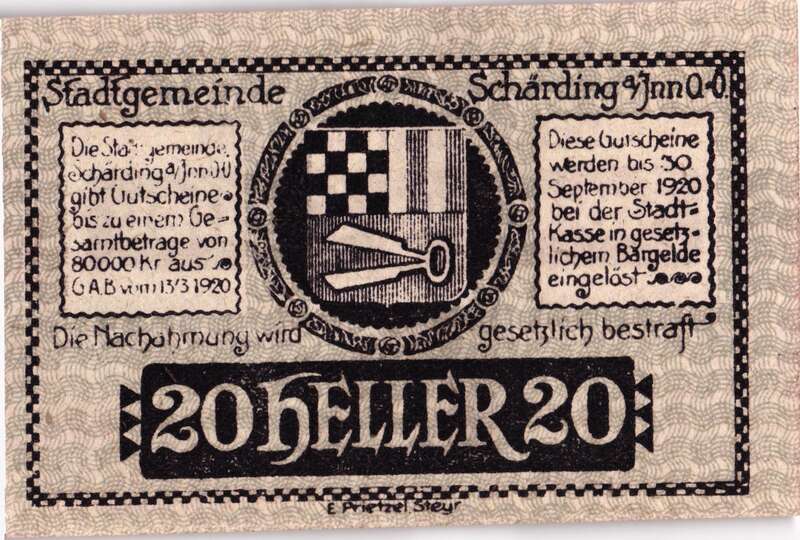 Stadtgemeinde Schärding a/Inn O-Ö.
Die Stadtgemeinde
Schärding a/Inn OÖ
gibt Gutscheine
bis zu einem Ge-
samtbetrage von
80000 Kr aus
G.A.B vom 13/3 1920
Diese Gutscheine
werden bis 30
September 1920
bei der Stadt-
Kasse in gesetz-
lichem Bargelde
eingelöst
Die Nachahmung wird gesetzlich bestraft
20 HELLER 20
E Prietzel Steyr